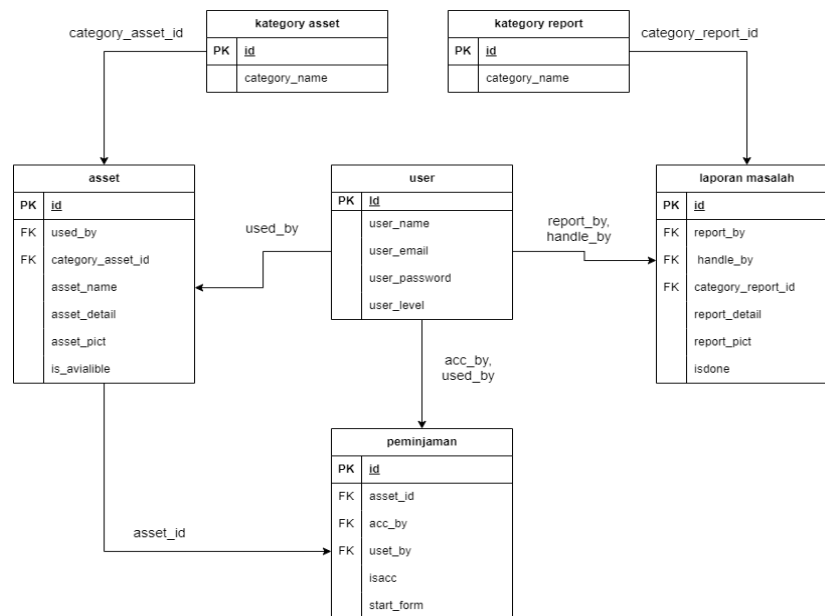 kategory asset
PK id
category_name
kategory report
PK id
category_name
category_asset_id
category_report_id
asset
PK id
FK used_by
FK category_asset_id
asset_name
asset_detail
asset_pict
is_avialible
used_by
user
PK Id
user_name
user_email
user_password
user_level
report_by,
handle_by
laporan masalah
PK id
FK report_by
FK handle_by
FK category_report_id
report_detail
report_pict
isdone
acc_by,
used_by
asset_id
peminjaman
PK id
FK asset_id
FK acc_by
FK uset_by
isacc
start_form